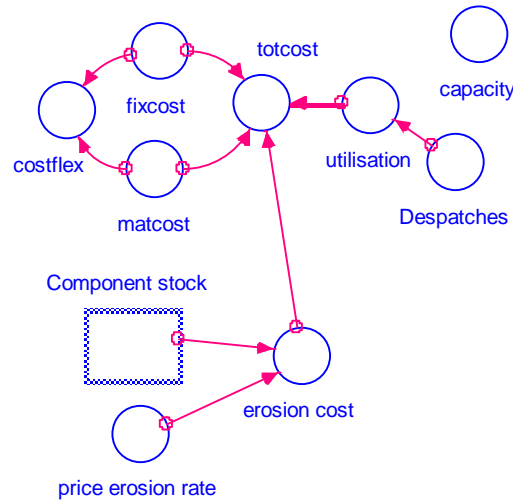 totcost
capacity
fixcost
costflex
utilisation
matcost
Despatches
Component stock
erosion cost
price erosion rate